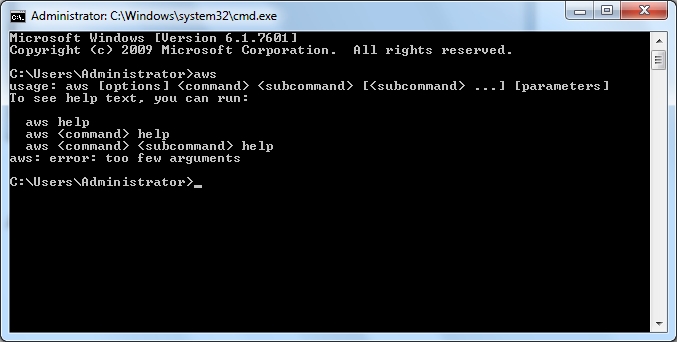 Administrator: C:\Windows\system32\cmd.exe
Microsoft Windows [Version 6.1.7601]
Copyright (c) 2009 Microsoft Corporation.  All rights reserved.
C:\Users\Administrator>aws
usage: aws [options] <command> <subcommand> [<subcommand> ...] [parameters]
To see help text, you can run:
  aws help
  aws <command> help
  aws <command> <subcommand> help
aws: error: too few arguments
C:\Users\Administrator>_